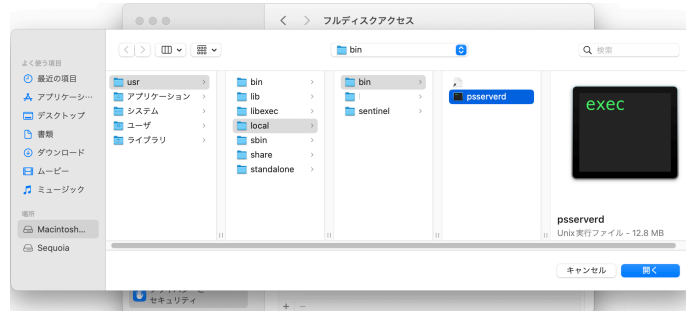 フルディスクアクセス
bin
検索
よく使う項目
最近の項目
アプリケーシ…
デスクトップ
書類
ダウンロード
ムービー
ミュージック
場所
Macintosh...
Sequoia
usr
アプリケーション
システム
ユーザ
ライブラリ
bin
lib
libexec
local
sbin
share
standalone
bin
sentinel
psserverd
exec
psserverd
Unix実行ファイル - 12.8 MB
キャンセル
開く
セキュリティ